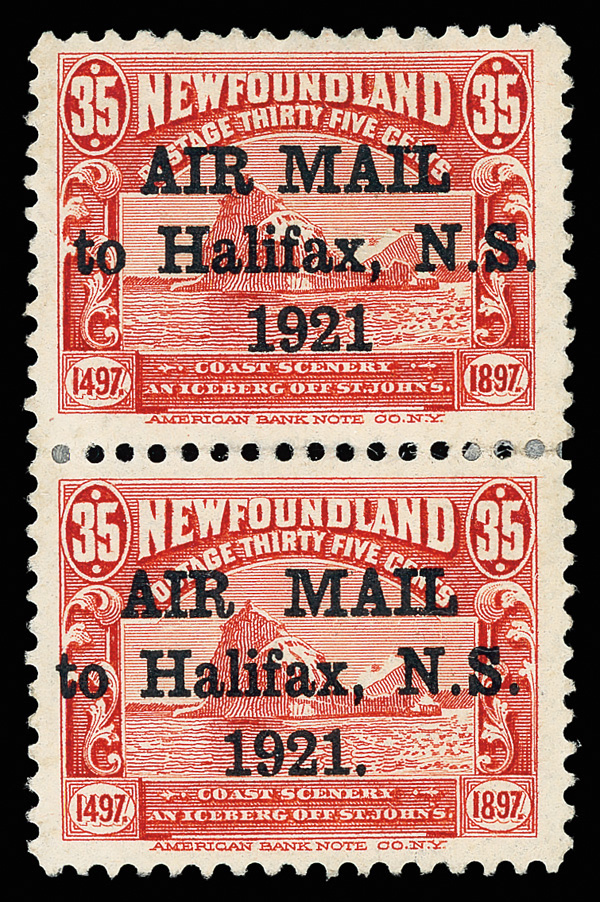 35 NEWFOUNDLAND 35
POSTAGE THIRTY FIVE CENTS
AIR MAIL
to Halifax, N.S.
1921
COAST SCENERY
1497. AN ICEBERG OFF ST. JOHNS. 1897.
AMERICAN BANK NOTE CO. N.Y.
35 NEWFOUNDLAND 35
POSTAGE THIRTY FIVE CENTS
AIR MAIL
to Halifax, N.S.
1921.
COAST SCENERY
1497. AN ICEBERG OFF ST. JOHNS. 1897.
AMERICAN BANK NOTE CO. N.Y.